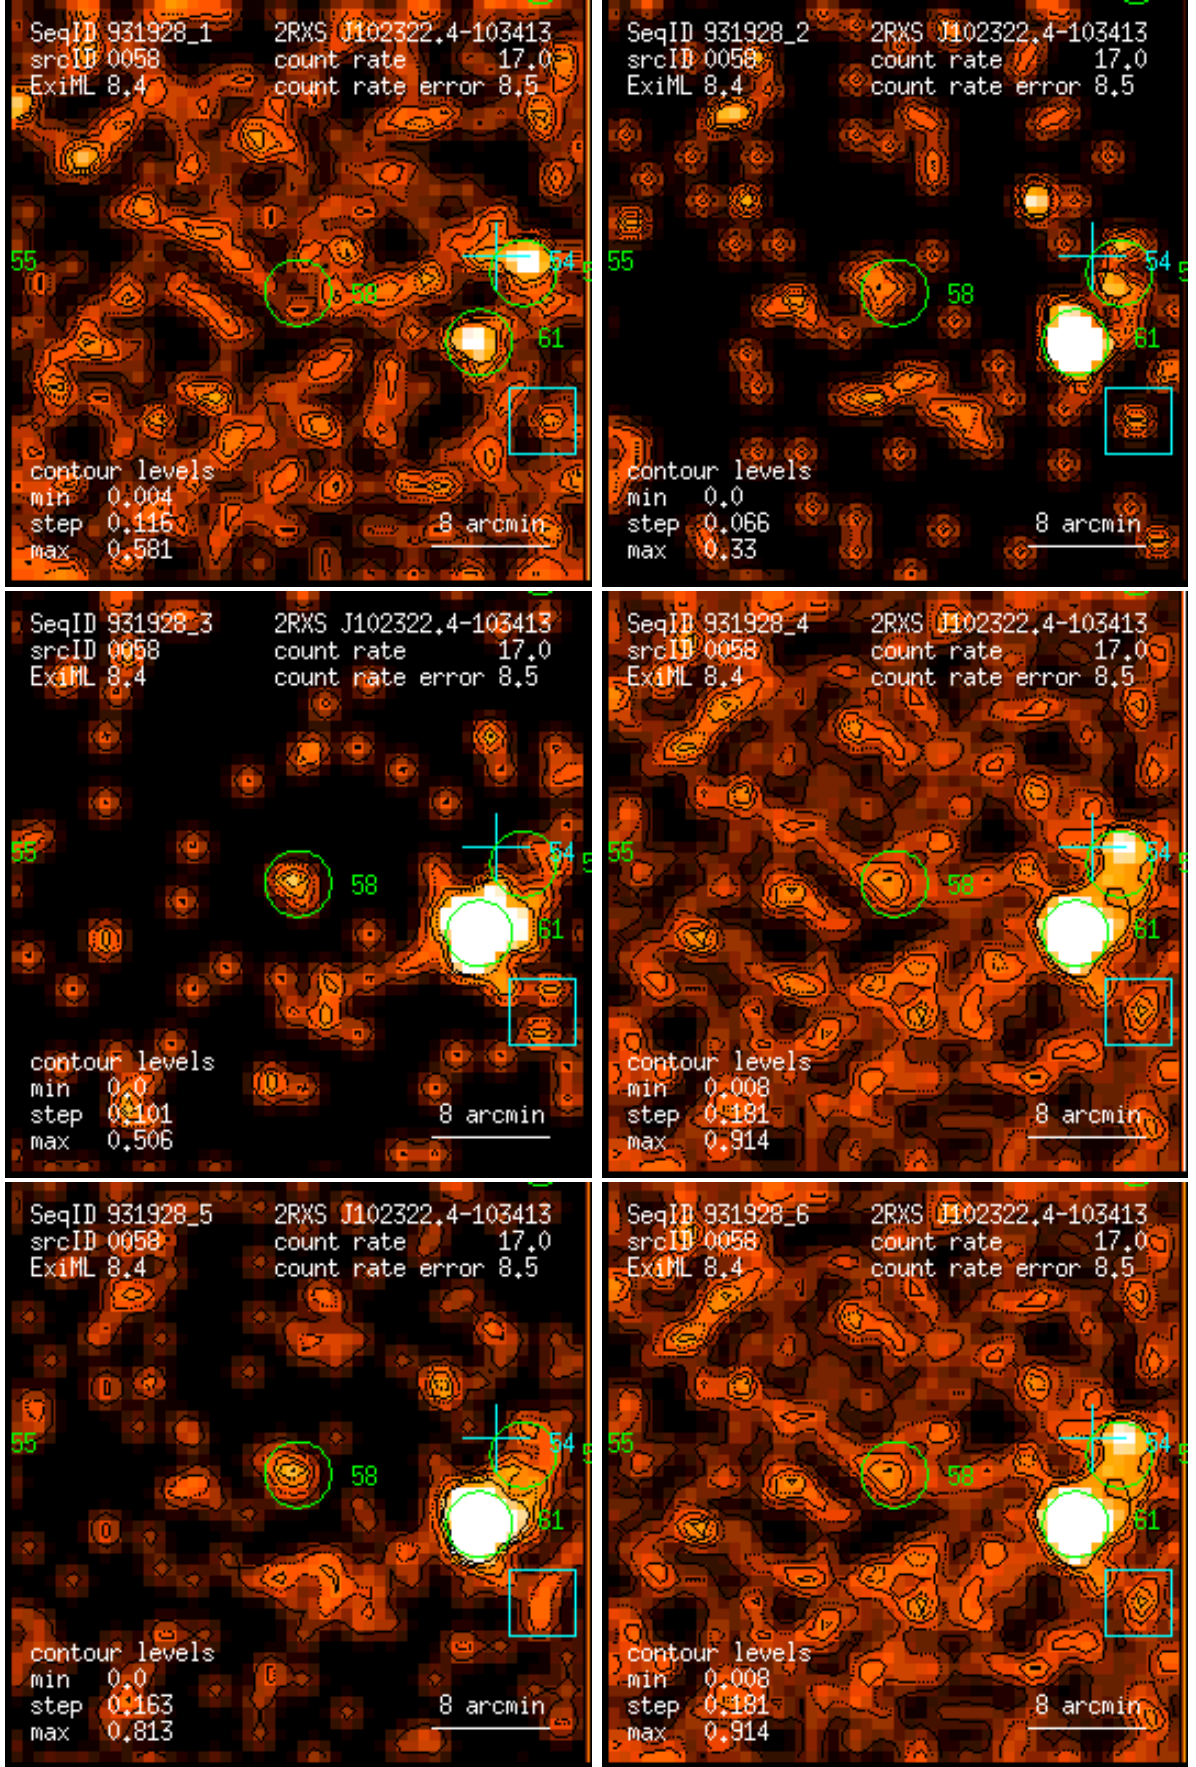 SeqID 931928_1 2RXS J102322.4-103413
srcID 0058 count rate 17.0
ExiML 8.4 count rate error 8.5
55 54 5
58
61
contour levels
min 0.004
step 0.116 8 arcmin
max 0.581
SeqID 931928_2 2RXS J102322.4-103413
srcID 0058 count rate 17.0
ExiML 8.4 count rate error 8.5
55 54 5
58
61
contour levels
min 0.0
step 0.066 8 arcmin
max 0.33
SeqID 931928_3 2RXS J102322.4-103413
srcID 0058 count rate 17.0
ExiML 8.4 count rate error 8.5
55 54 5
58
61
contour levels
min 0.0
step 0.101 8 arcmin
max 0.506
SeqID 931928_4 2RXS J102322.4-103413
srcID 0058 count rate 17.0
ExiML 8.4 count rate error 8.5
55 54 5
58
61
contour levels
min 0.008
step 0.181 8 arcmin
max 0.914
SeqID 931928_5 2RXS J102322.4-103413
srcID 0058 count rate 17.0
ExiML 8.4 count rate error 8.5
55 54 5
58
61
contour levels
min 0.0
step 0.163 8 arcmin
max 0.813
SeqID 931928_6 2RXS J102322.4-103413
srcID 0058 count rate 17.0
ExiML 8.4 count rate error 8.5
55 54 5
58
61
contour levels
min 0.008
step 0.181 8 arcmin
max 0.914